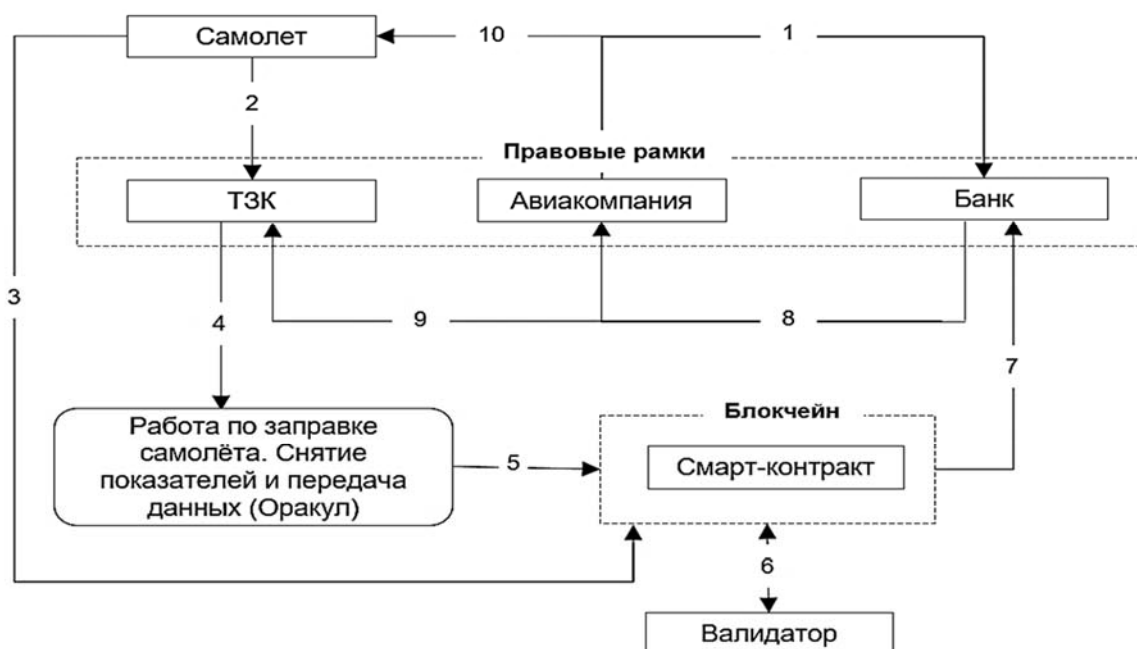 Самолет
10
1
2
Правовые рамки
ТЗК
Авиакомпания
Банк
3
4
9
8
7
Работа по заправке
самолёта. Снятие
показателей и передача
данных (Оракул)
5
Блокчейн
Смарт-контракт
6
Валидатор